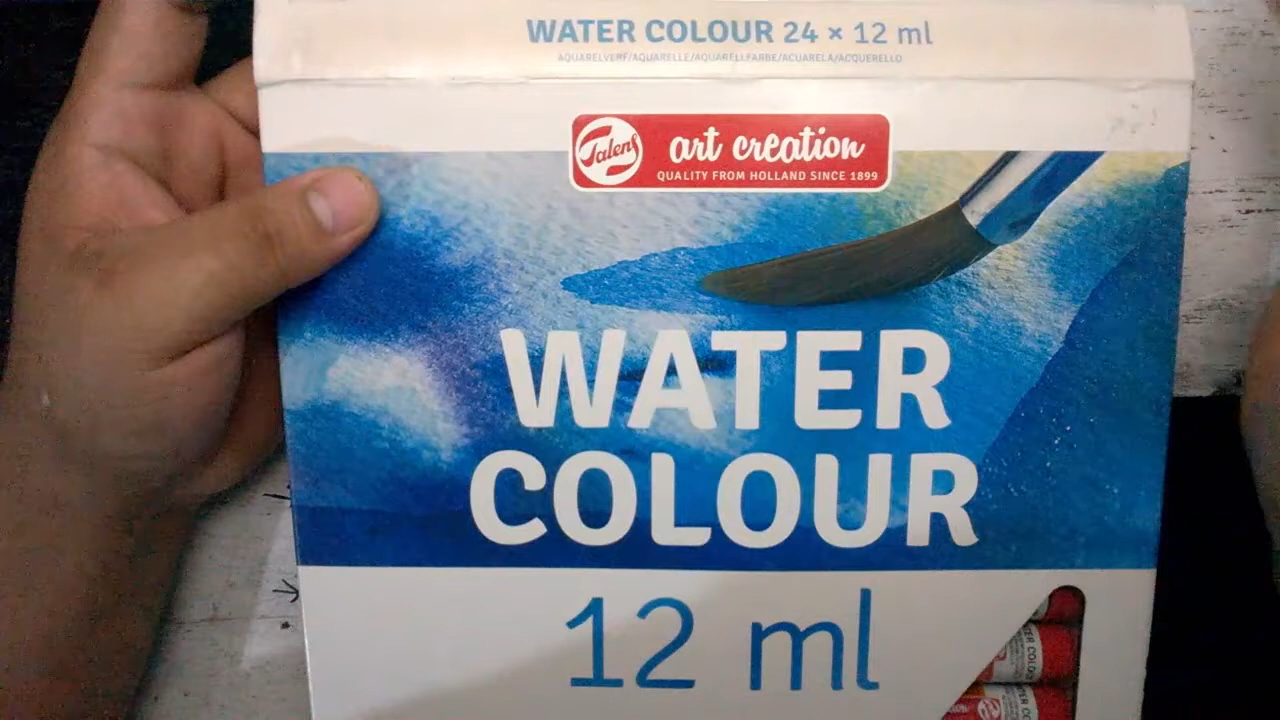 WATER COLOUR 24 × 12 ml
AQUARELVERF/AQUARELLE/AQUARELLFARBE/ACUARELA/ACQUERELLO
Talens
art creation
QUALITY FROM HOLLAND SINCE 1899
WATER
COLOUR
12 ml